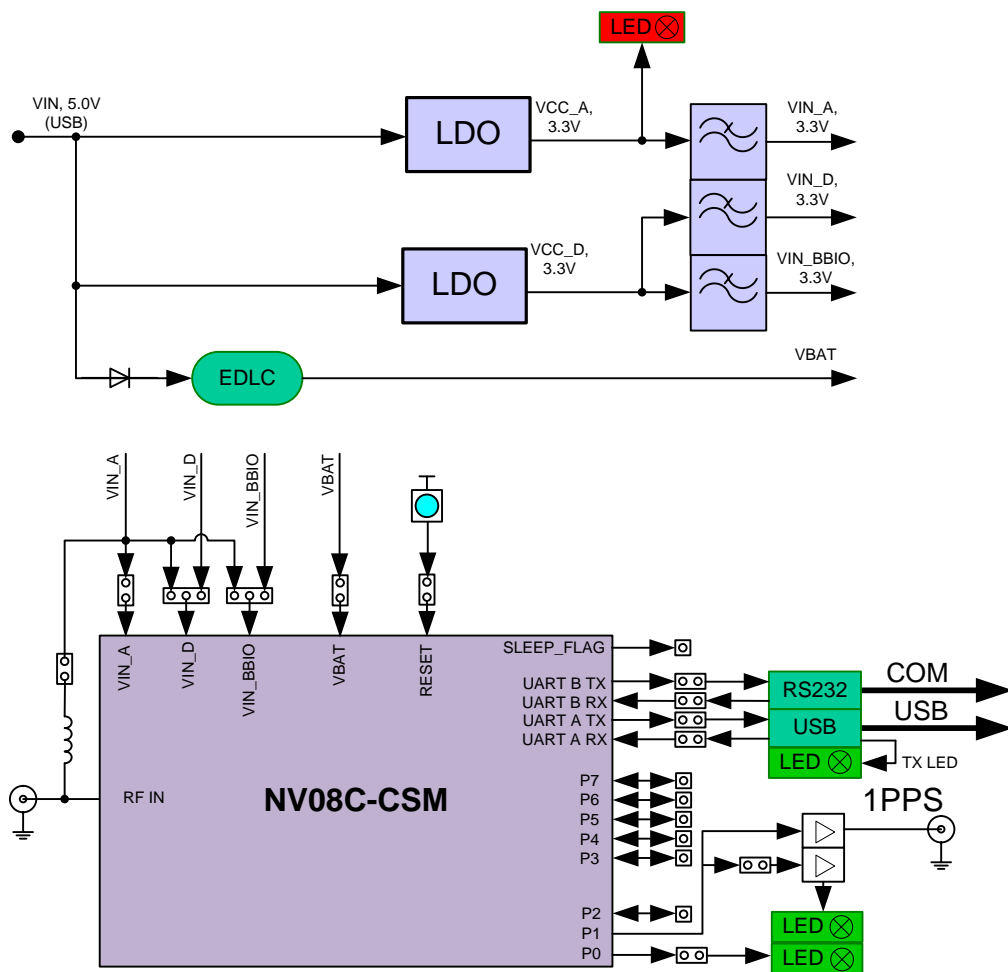 LED
VIN, 5.0V
(USB)
LDO
VCC_A,
3.3V
VIN_A,
3.3V
VIN_D,
3.3V
LDO
VCC_D,
3.3V
VIN_BBIO,
3.3V
EDLC
VBAT
VIN_A
VIN_D
VIN_BBIO
VBAT
VIN_A
VIN_D
VIN_BBIO
VBAT
RESET
SLEEP_FLAG
UART B TX
UART B RX
UART A TX
UART A RX
RS232
COM
USB
USB
LED
TX LED
RF IN
NV08C-CSM
P7
P6
P5
P4
P3
P2
P1
P0
1PPS
LED
LED